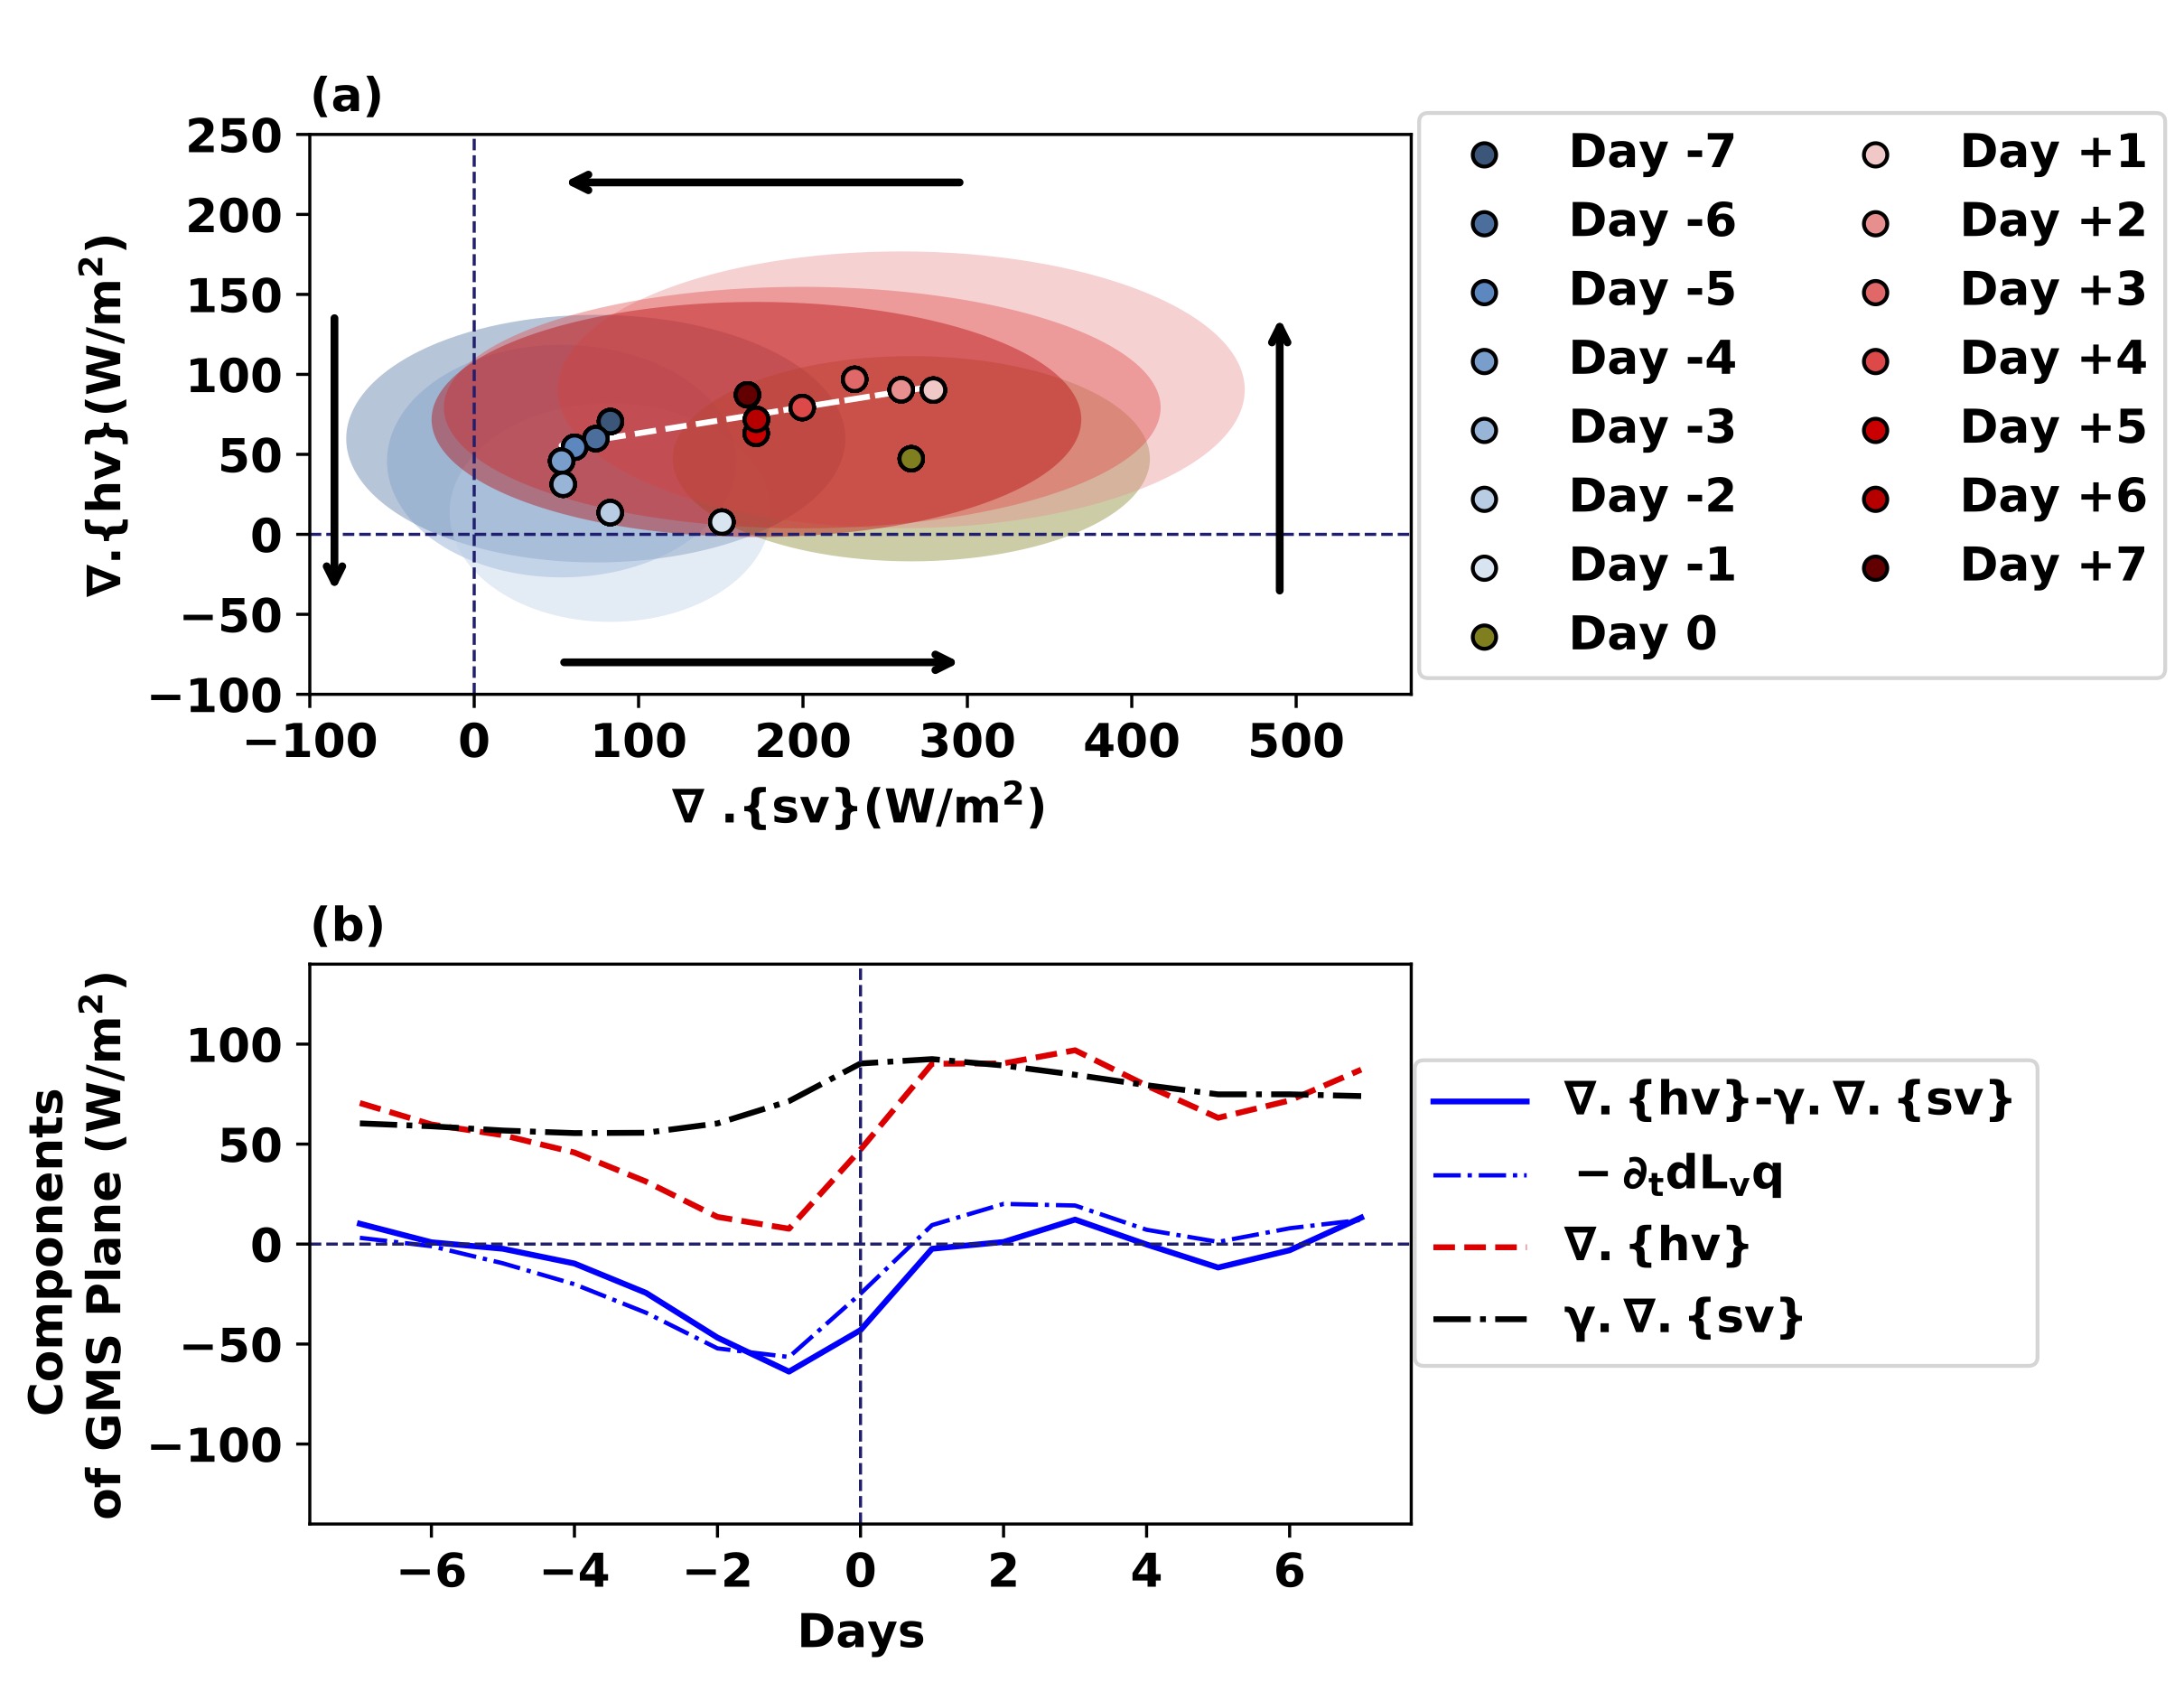 (a)
250
200
150
100
50
0
−50
−100
∇.{hv}(W/m²)
−100 0 100 200 300 400 500
∇ .{sv}(W/m²)
Day -7 Day +1
Day -6 Day +2
Day -5 Day +3
Day -4 Day +4
Day -3 Day +5
Day -2 Day +6
Day -1 Day +7
Day 0
(b)
100
50
0
−50
−100
Components
of GMS Plane (W/m²)
−6 −4 −2 0 2 4 6
Days
∇. {hv}-γ. ∇. {sv}
− ∂ₜdLᵥq
∇. {hv}
γ. ∇. {sv}